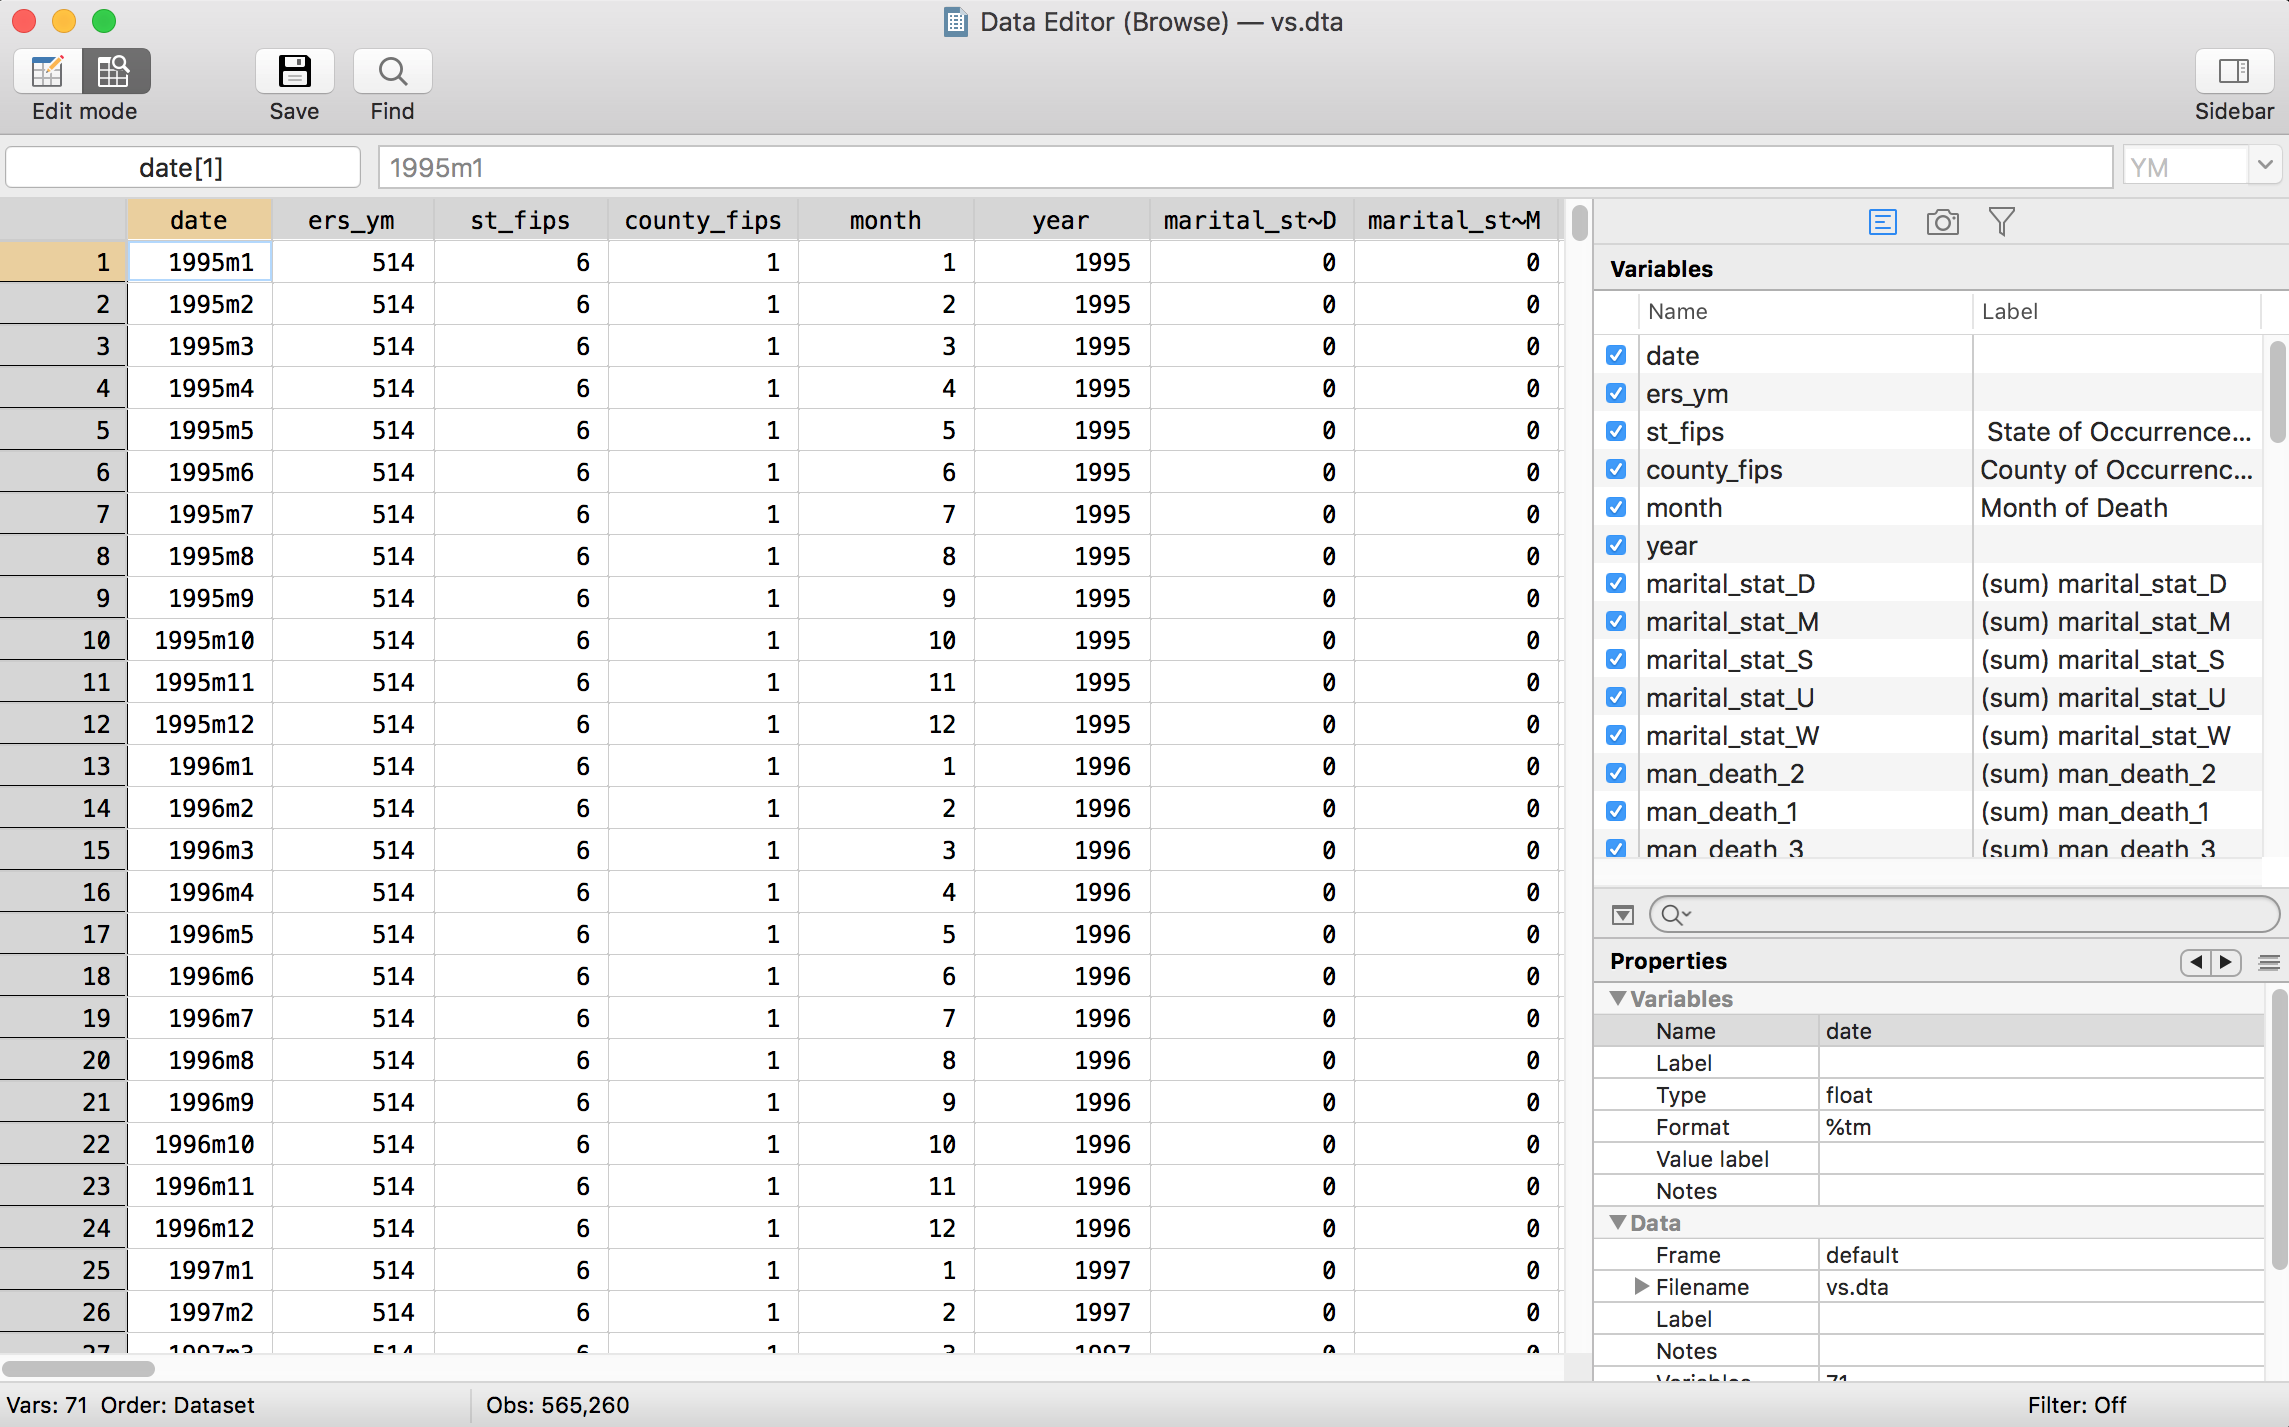 Data Editor (Browse) — vs.dta
Edit mode Save Find Sidebar
date[1] 1995m1 YM
date ers_ym st_fips county_fips month year marital_st~D marital_st~M
1 1995m1 514 6 1 1 1995 0 0
2 1995m2 514 6 1 2 1995 0 0
3 1995m3 514 6 1 3 1995 0 0
4 1995m4 514 6 1 4 1995 0 0
5 1995m5 514 6 1 5 1995 0 0
6 1995m6 514 6 1 6 1995 0 0
7 1995m7 514 6 1 7 1995 0 0
8 1995m8 514 6 1 8 1995 0 0
9 1995m9 514 6 1 9 1995 0 0
10 1995m10 514 6 1 10 1995 0 0
11 1995m11 514 6 1 11 1995 0 0
12 1995m12 514 6 1 12 1995 0 0
13 1996m1 514 6 1 1 1996 0 0
14 1996m2 514 6 1 2 1996 0 0
15 1996m3 514 6 1 3 1996 0 0
16 1996m4 514 6 1 4 1996 0 0
17 1996m5 514 6 1 5 1996 0 0
18 1996m6 514 6 1 6 1996 0 0
19 1996m7 514 6 1 7 1996 0 0
20 1996m8 514 6 1 8 1996 0 0
21 1996m9 514 6 1 9 1996 0 0
22 1996m10 514 6 1 10 1996 0 0
23 1996m11 514 6 1 11 1996 0 0
24 1996m12 514 6 1 12 1996 0 0
25 1997m1 514 6 1 1 1997 0 0
26 1997m2 514 6 1 2 1997 0 0
27 1997m3 514 6 1 3 1997 0 0
Variables
Name Label
date
ers_ym
st_fips State of Occurrence...
county_fips County of Occurrenc...
month Month of Death
year
marital_stat_D (sum) marital_stat_D
marital_stat_M (sum) marital_stat_M
marital_stat_S (sum) marital_stat_S
marital_stat_U (sum) marital_stat_U
marital_stat_W (sum) marital_stat_W
man_death_2 (sum) man_death_2
man_death_1 (sum) man_death_1
man_death_3 (sum) man_death_3
Properties
Variables
Name date
Label
Type float
Format %tm
Value label
Notes
Data
Frame default
Filename vs.dta
Label
Notes
Variables 71
Vars: 71 Order: Dataset Obs: 565,260 Filter: Off